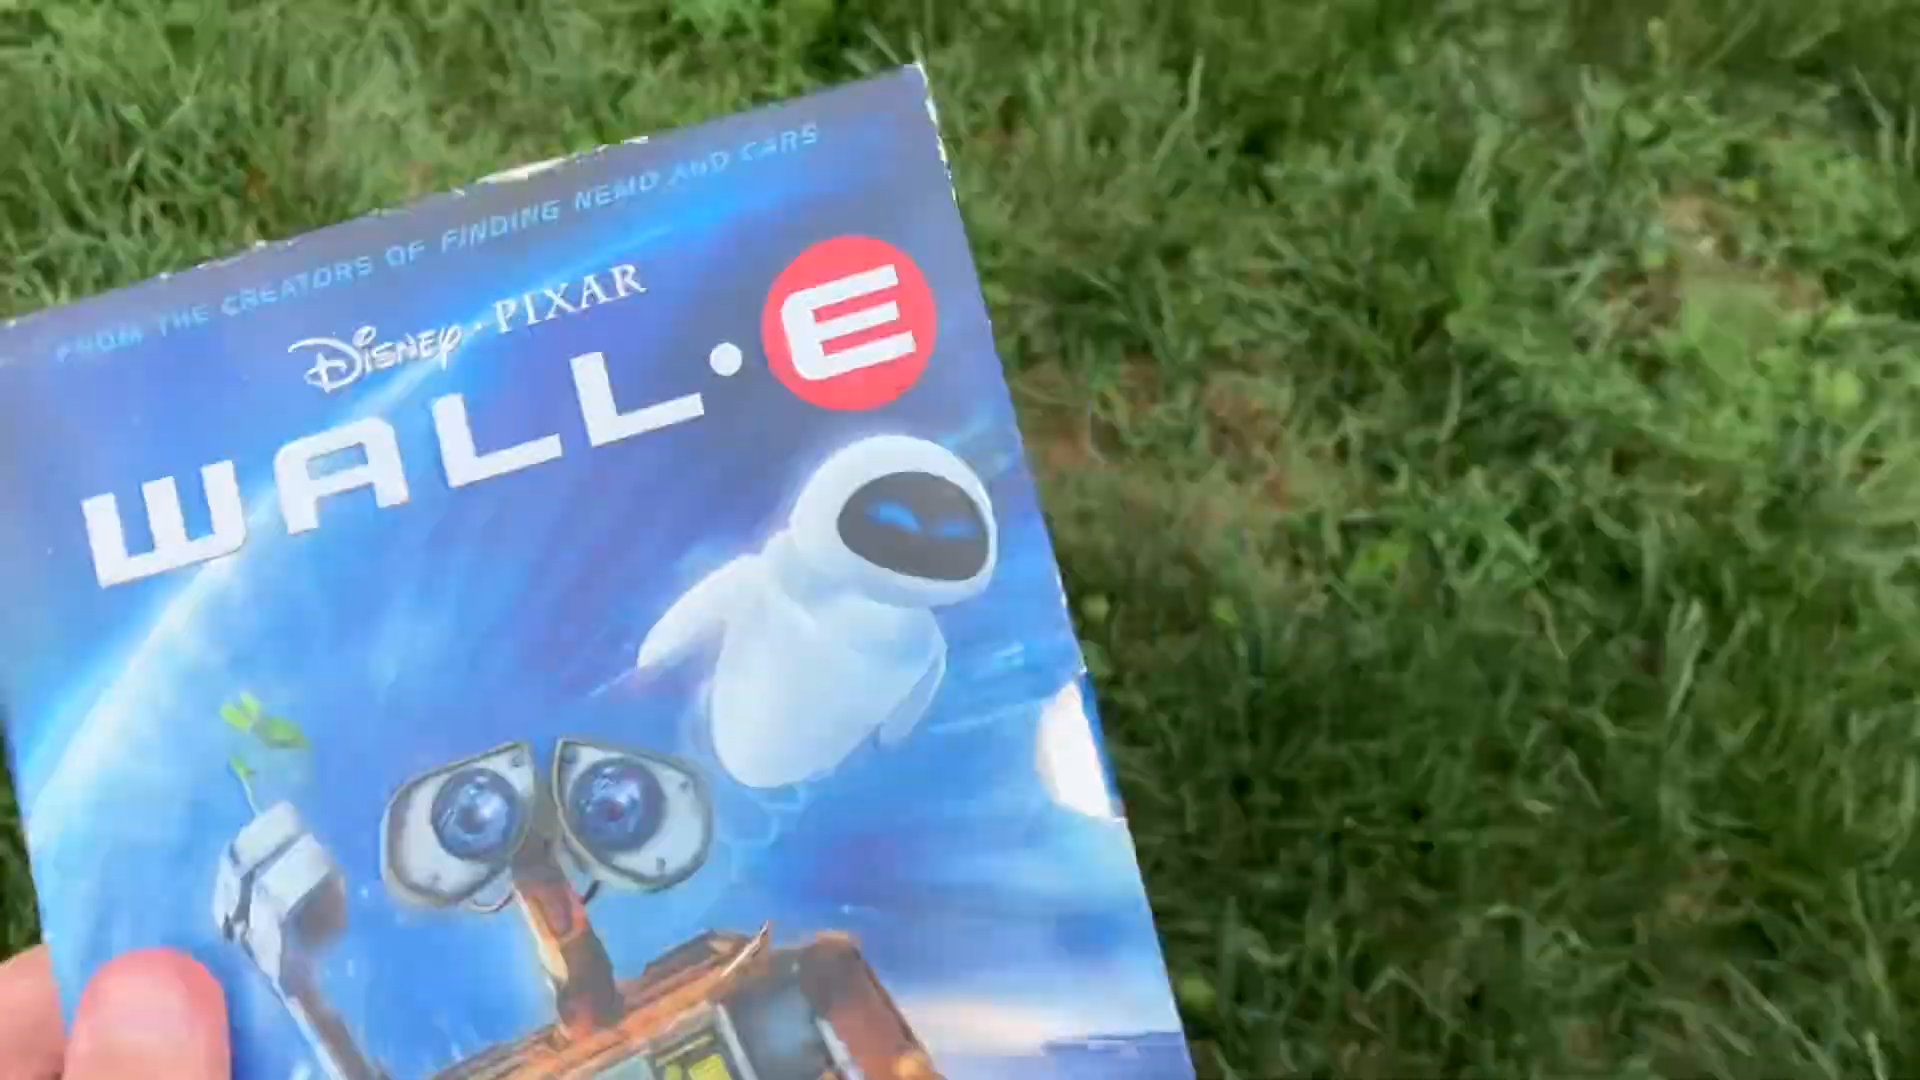 FROM THE CREATORS OF FINDING NEMO AND CARS
DISNEY·PIXAR
WALL·E